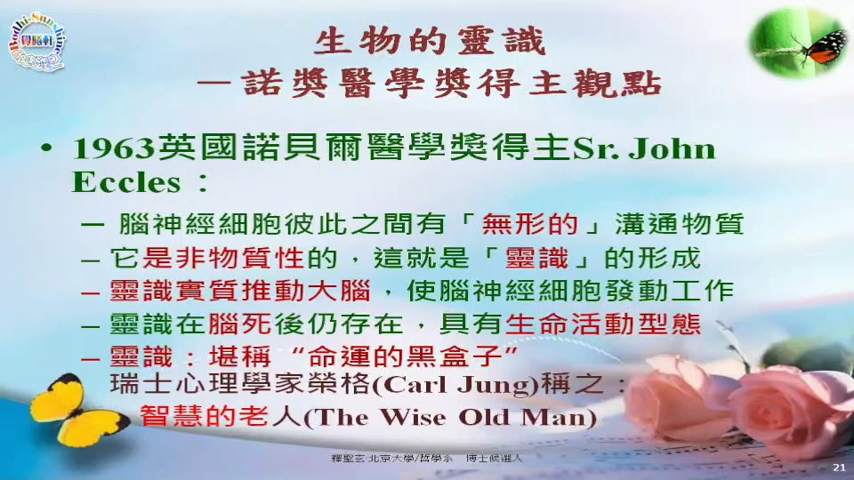 Bodhi-Sunshine
生物的靈識
－諾獎醫學獎得主觀點
• 1963英國諾貝爾醫學獎得主Sr. John
Eccles：
– 腦神經細胞彼此之間有「無形的」溝通物質
– 它是非物質性的，這就是「靈識」的形成
– 靈識實質推動大腦，使腦神經細胞發動工作
– 靈識在腦死後仍存在，具有生命活動型態
– 靈識：堪稱“命運的黑盒子”
瑞士心理學家榮格(Carl Jung)稱之：
智慧的老人(The Wise Old Man)
釋聖玄 北京大學/哲學系 博士候選人
21